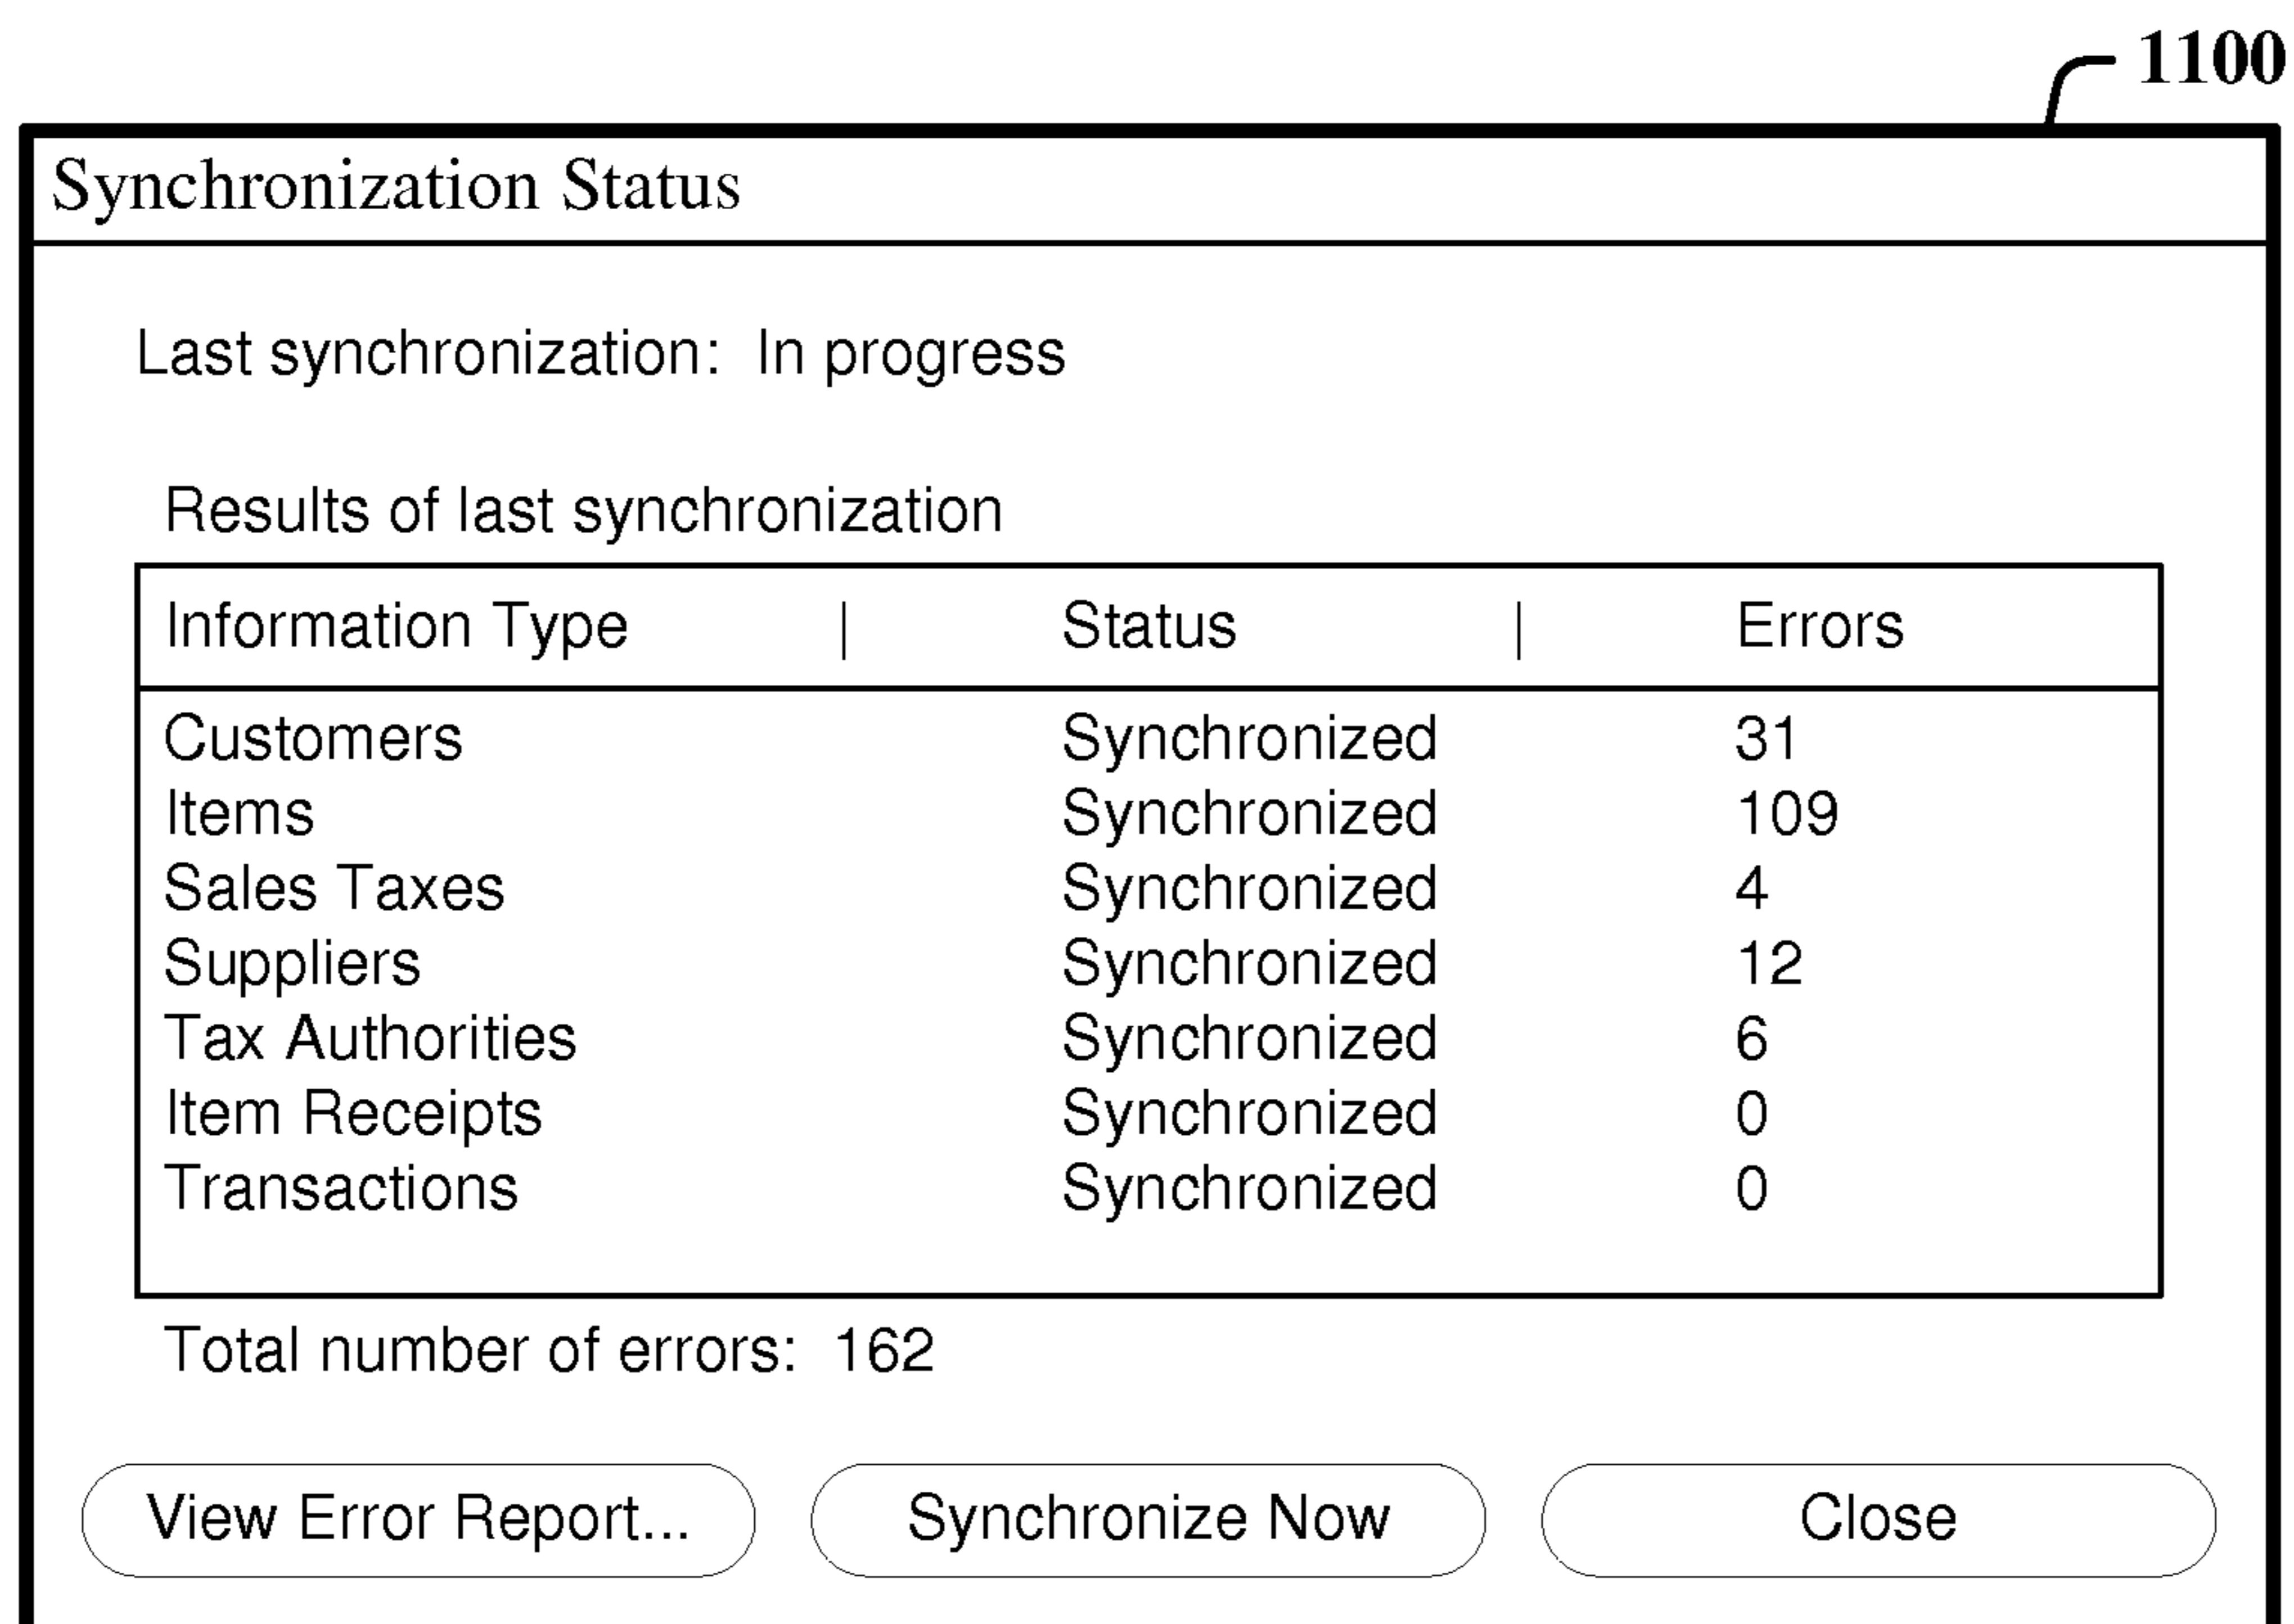 1100
Synchronization Status
Last synchronization: In progress
Results of last synchronization
Information Type | Status | Errors
Customers Synchronized 31
Items Synchronized 109
Sales Taxes Synchronized 4
Suppliers Synchronized 12
Tax Authorities Synchronized 6
Item Receipts Synchronized 0
Transactions Synchronized 0
Total number of errors: 162
View Error Report... Synchronize Now Close